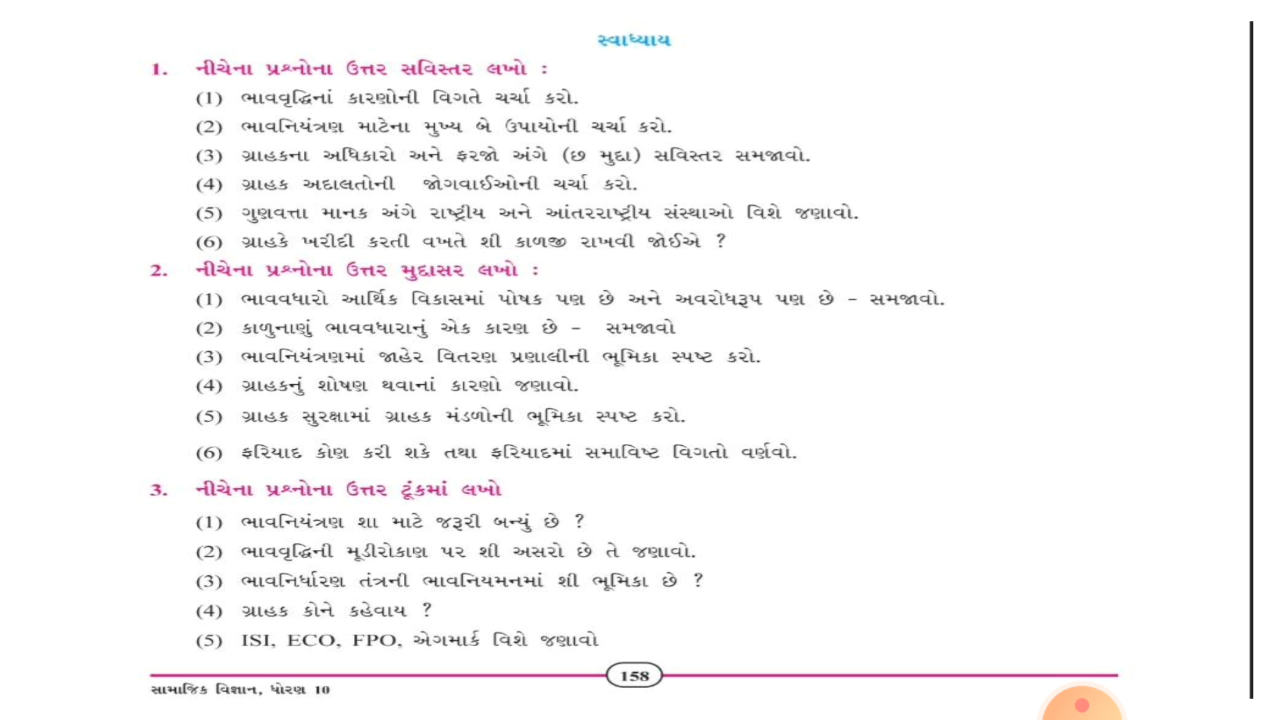 સ્વાધ્યાય
1. નીચેના પ્રશ્નોના ઉત્તર સવિસ્તર લખો :
(1) ભાવવૃદ્ધિનાં કારણોની વિગતે ચર્ચા કરો.
(2) ભાવનિયંત્રણ માટેના મુખ્ય બે ઉપાયોની ચર્ચા કરો.
(3) ગ્રાહકના અધિકારો અને ફરજો અંગે (છ મુદ્દા) સવિસ્તર સમજાવો.
(4) ગ્રાહક અદાલતોની જોગવાઈઓની ચર્ચા કરો.
(5) ગુણવત્તા માનક અંગે રાષ્ટ્રીય અને આંતરરાષ્ટ્રીય સંસ્થાઓ વિશે જણાવો.
(6) ગ્રાહકે ખરીદી કરતી વખતે શી કાળજી રાખવી જોઈએ ?
2. નીચેના પ્રશ્નોના ઉત્તર મુદ્દાસર લખો :
(1) ભાવવધારો આર્થિક વિકાસમાં પોષક પણ છે અને અવરોધરૂપ પણ છે – સમજાવો.
(2) કાળુનાણું ભાવવધારાનું એક કારણ છે – સમજાવો
(3) ભાવનિયંત્રણમાં જાહેર વિતરણ પ્રણાલીની ભૂમિકા સ્પષ્ટ કરો.
(4) ગ્રાહકનું શોષણ થવાનાં કારણો જણાવો.
(5) ગ્રાહક સુરક્ષામાં ગ્રાહક મંડળોની ભૂમિકા સ્પષ્ટ કરો.
(6) ફરિયાદ કોણ કરી શકે તથા ફરિયાદમાં સમાવિષ્ટ વિગતો વર્ણવો.
3. નીચેના પ્રશ્નોના ઉત્તર ટૂંકમાં લખો
(1) ભાવનિયંત્રણ શા માટે જરૂરી બન્યું છે ?
(2) ભાવવૃદ્ધિની મૂડીરોકાણ પર શી અસરો છે તે જણાવો.
(3) ભાવનિર્ધારણ તંત્રની ભાવનિયમનમાં શી ભૂમિકા છે ?
(4) ગ્રાહક કોને કહેવાય ?
(5) ISI, ECO, FPO, એગમાર્ક વિશે જણાવો
158
સામાજિક વિજ્ઞાન, ધોરણ 10